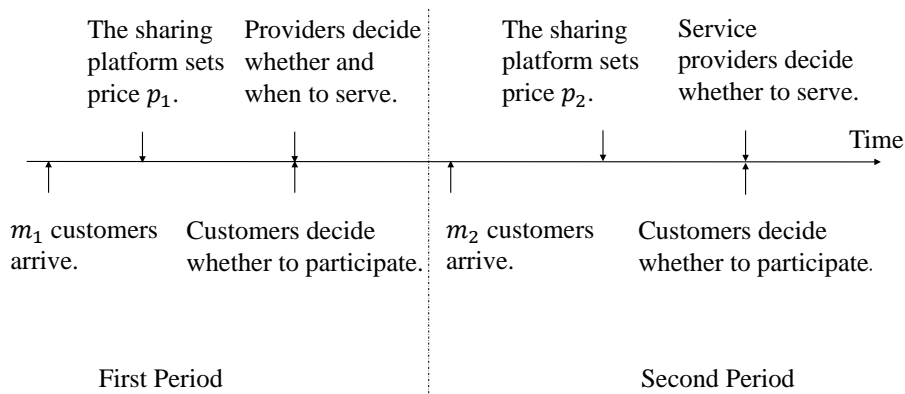 The sharing
platform sets
price p₁.
Providers decide
whether and
when to serve.
The sharing
platform sets
price p₂.
Service
providers decide
whether to serve.
Time
m₁ customers
arrive.
Customers decide
whether to participate.
m₂ customers
arrive.
Customers decide
whether to participate.
First Period
Second Period